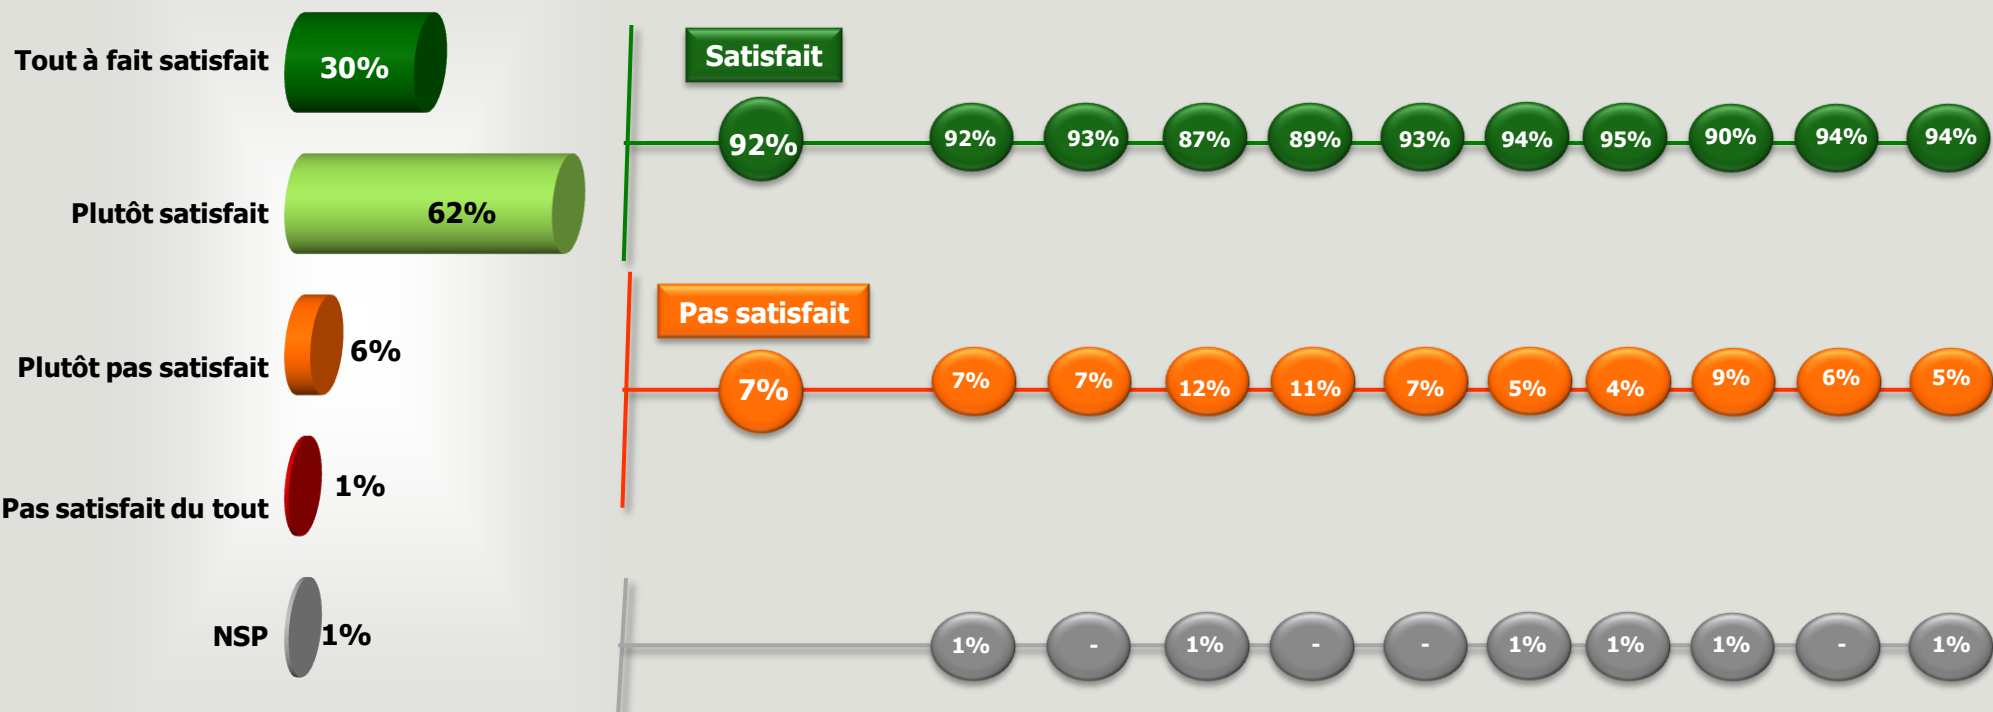 Tout à fait satisfait
30%
Plutôt satisfait
62%
Plutôt pas satisfait
6%
Pas satisfait du tout
1%
NSP
1%
Satisfait
92% 92% 93% 87% 89% 93% 94% 95% 90% 94% 94%
Pas satisfait
7% 7% 7% 12% 11% 7% 5% 4% 9% 6% 5%
1% - 1% - - 1% 1% 1% - 1%